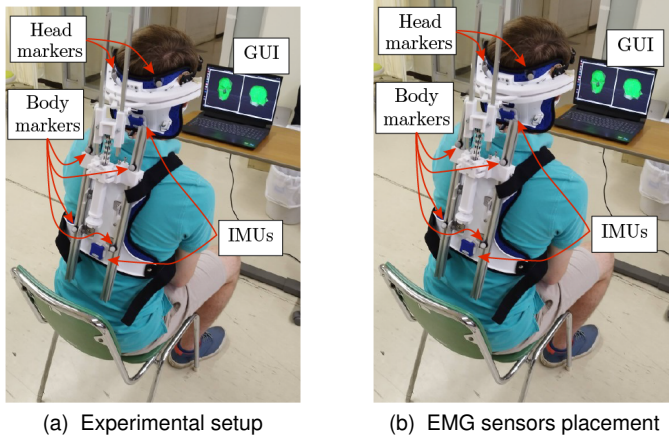 Head
markers
GUI
Body
markers
IMUs
(a) Experimental setup
Head
markers
GUI
Body
markers
IMUs
(b) EMG sensors placement